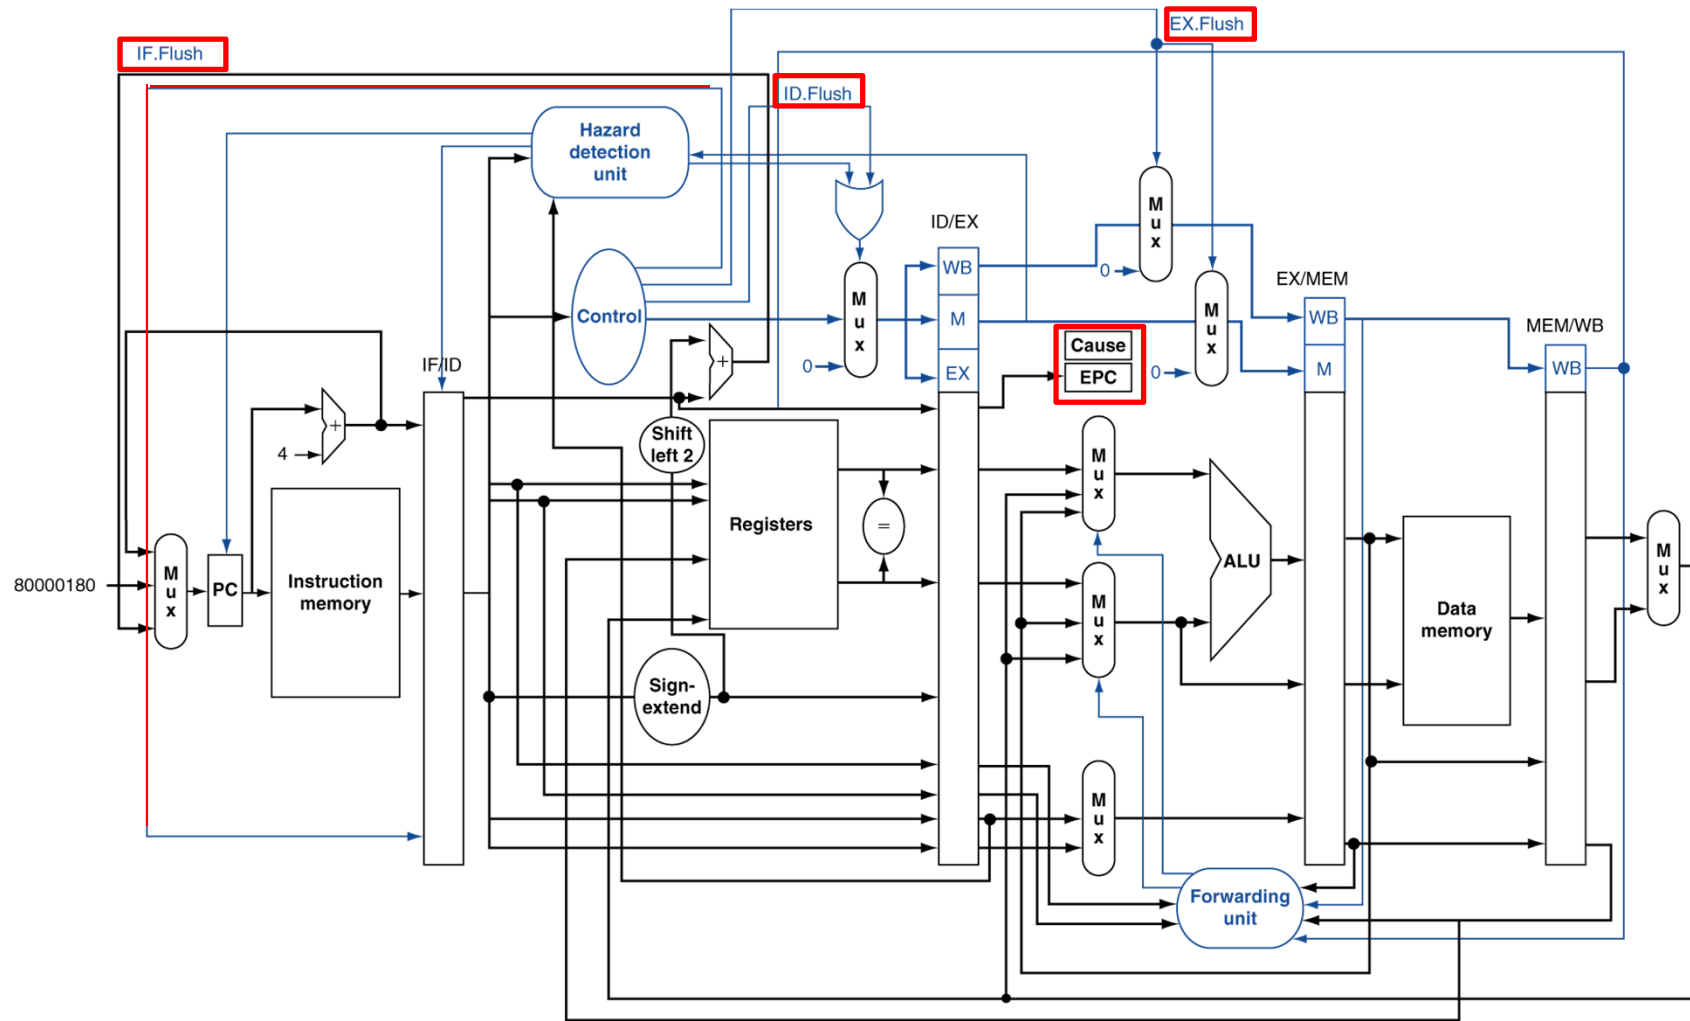 EX.Flush
IF.Flush
ID.Flush
Hazard
detection
unit
M
u
x
ID/EX
WB
0
M
u
x
EX/MEM
Control
M
u
x
M
0
WB
MEM/WB
Cause
EPC
0
M
WB
IF/ID
+
EX
+
4
Shift
left 2
M
u
x
Registers
=
80000180
M
u
x
PC
Instruction
memory
ALU
M
u
x
Data
memory
M
u
x
Sign-
extend
M
u
x
Forwarding
unit